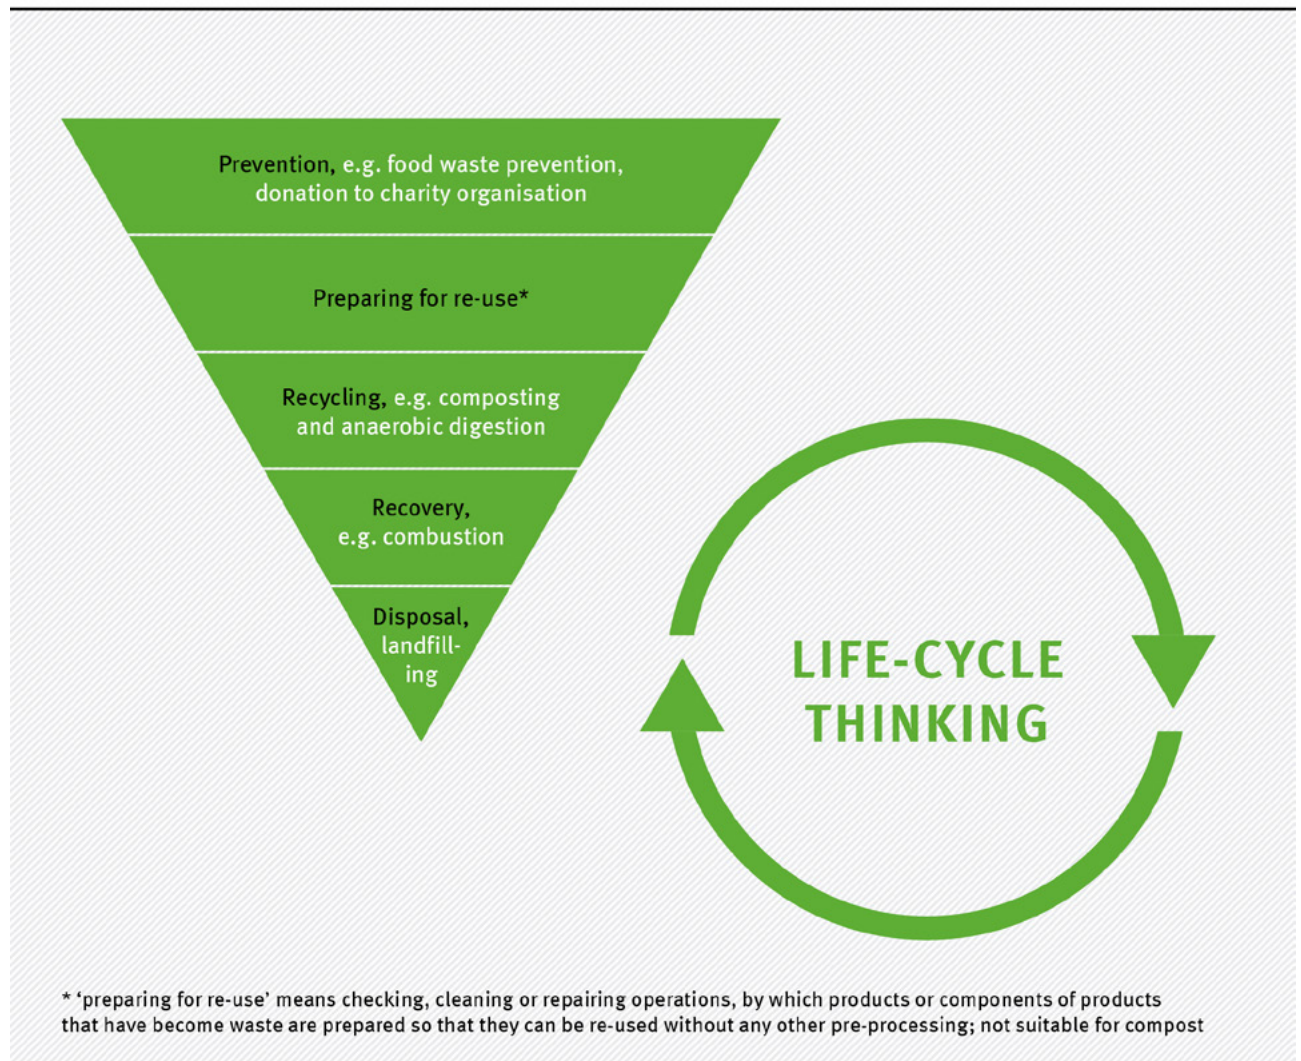 Prevention, e.g. food waste prevention,
donation to charity organisation
Preparing for re-use*
Recycling, e.g. composting
and anaerobic digestion
Recovery,
e.g. combustion
Disposal,
landfill-
ing
LIFE-CYCLE
THINKING
* ‘preparing for re-use’ means checking, cleaning or repairing operations, by which products or components of products
that have become waste are prepared so that they can be re-used without any other pre-processing; not suitable for compost